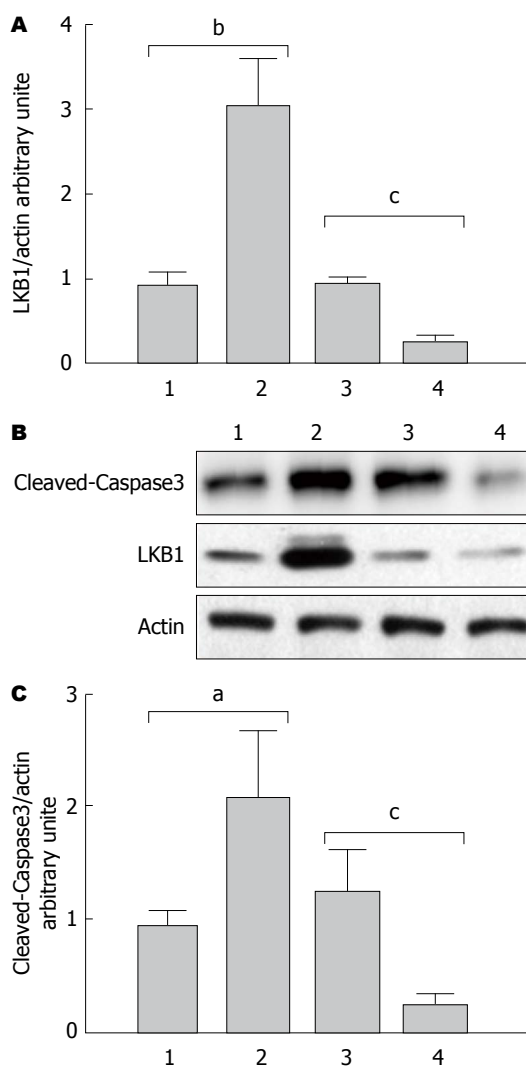 A
LKB1/actin arbitrary unite
4
3
2
1
0
b
c
1 2 3 4
B
1 2 3 4
Cleaved-Caspase3
LKB1
Actin
C
Cleaved-Caspase3/actin
arbitrary unite
3
2
1
0
a
c
1 2 3 4